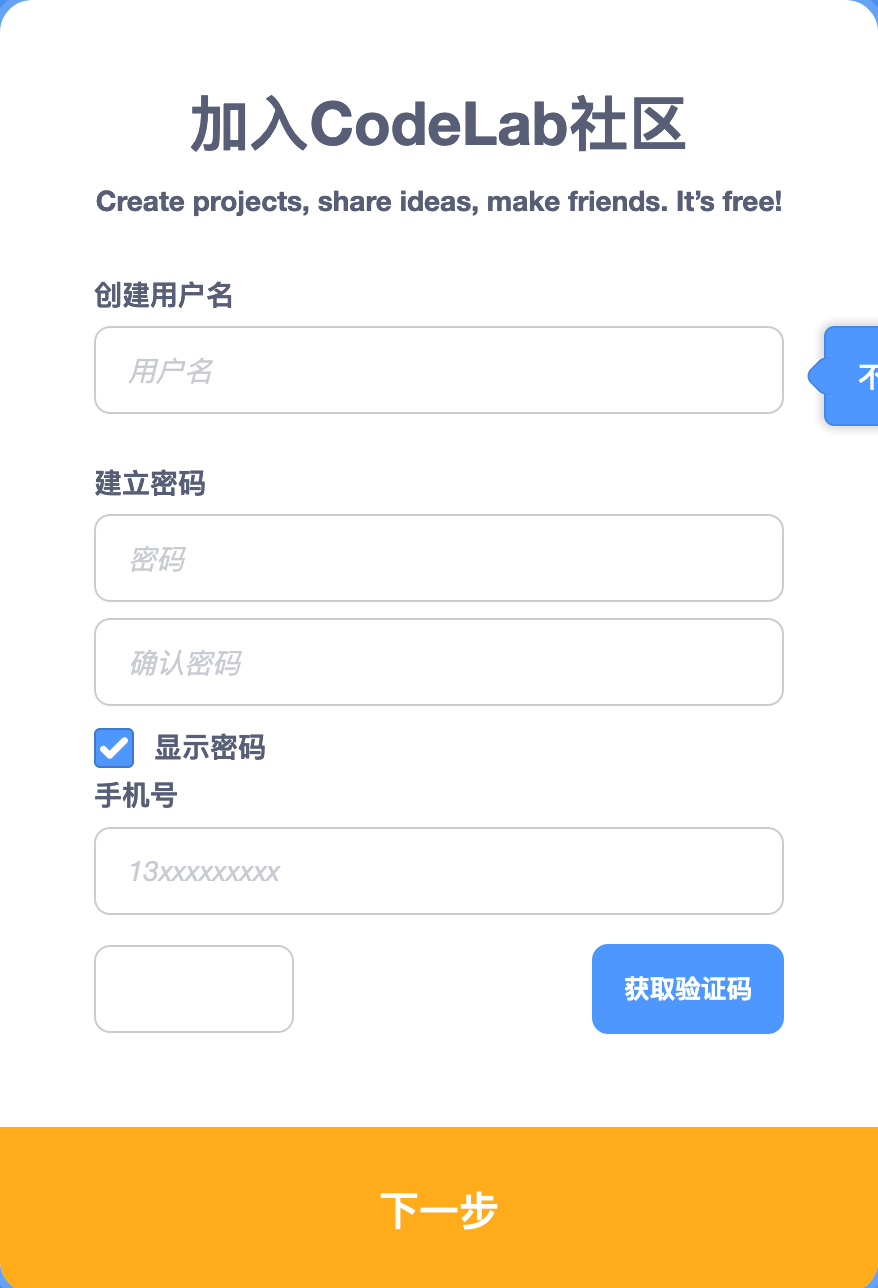 加入CodeLab社区
Create projects, share ideas, make friends. It’s free!
创建用户名
用户名
不
建立密码
密码
确认密码
显示密码
手机号
13xxxxxxxxx
获取验证码
下一步